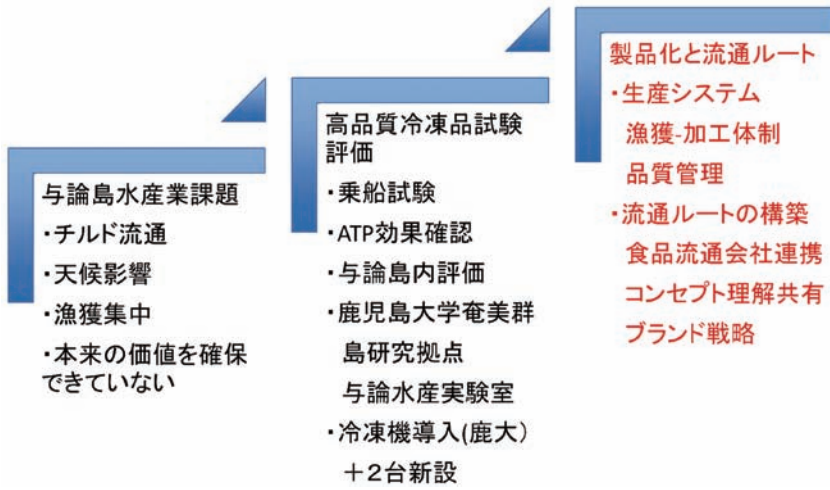 与論島水産業課題
・チルド流通
・天候影響
・漁獲集中
・本来の価値を確保
できていない
高品質冷凍品試験
評価
・乗船試験
・ATP効果確認
・与論島内評価
・鹿児島大学奄美群
島研究拠点
与論水産実験室
・冷凍機導入(鹿大)
＋2台新設
製品化と流通ルート
・生産システム
漁獲-加工体制
品質管理
・流通ルートの構築
食品流通会社連携
コンセプト理解共有
ブランド戦略